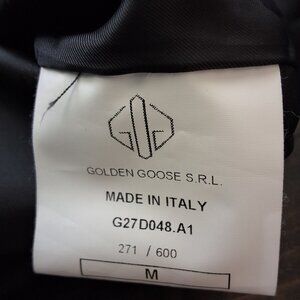 GOLDEN GOOSE S.R.L.
MADE IN ITALY
G27D048.A1
271 / 600
M